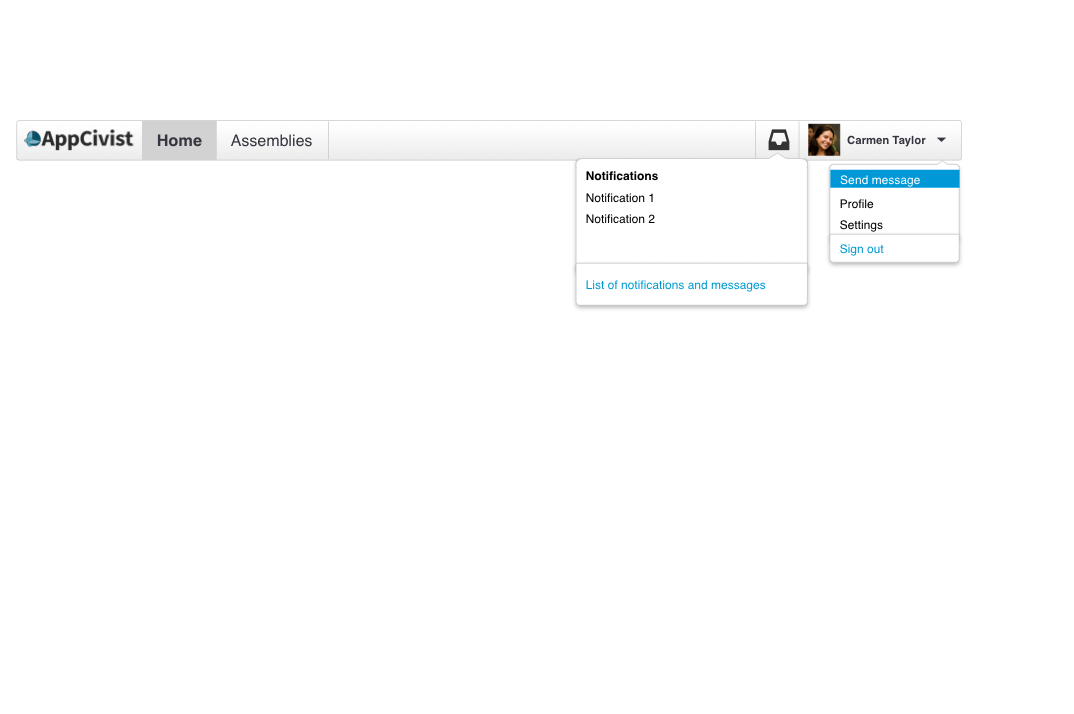 AppCivist
Home
Assemblies
Carmen Taylor
Notifications
Notification 1
Notification 2
List of notifications and messages
Send message
Profile
Settings
Sign out